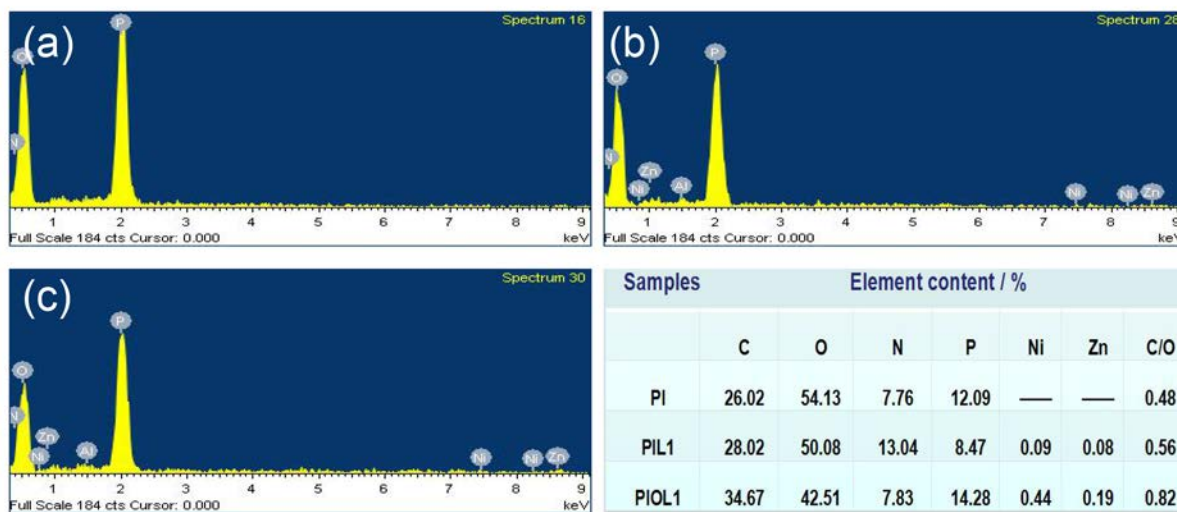 (a)
Spectrum 16
O
P
N
1 2 3 4 5 6 7 8 9
Full Scale 184 cts Cursor: 0.000 keV
(b)
Spectrum 28
O
P
N
Zn
Ni
Al
Ni
Ni
Zn
1 2 3 4 5 6 7 8 9
Full Scale 184 cts Cursor: 0.000 keV
(c)
Spectrum 30
O
P
N
Zn
Ni
Al
Ni
Ni
Zn
1 2 3 4 5 6 7 8 9
Full Scale 184 cts Cursor: 0.000 keV
Samples Element content / %
C O N P Ni Zn C/O
PI 26.02 54.13 7.76 12.09 — — 0.48
PIL1 28.02 50.08 13.04 8.47 0.09 0.08 0.56
PIOL1 34.67 42.51 7.83 14.28 0.44 0.19 0.82